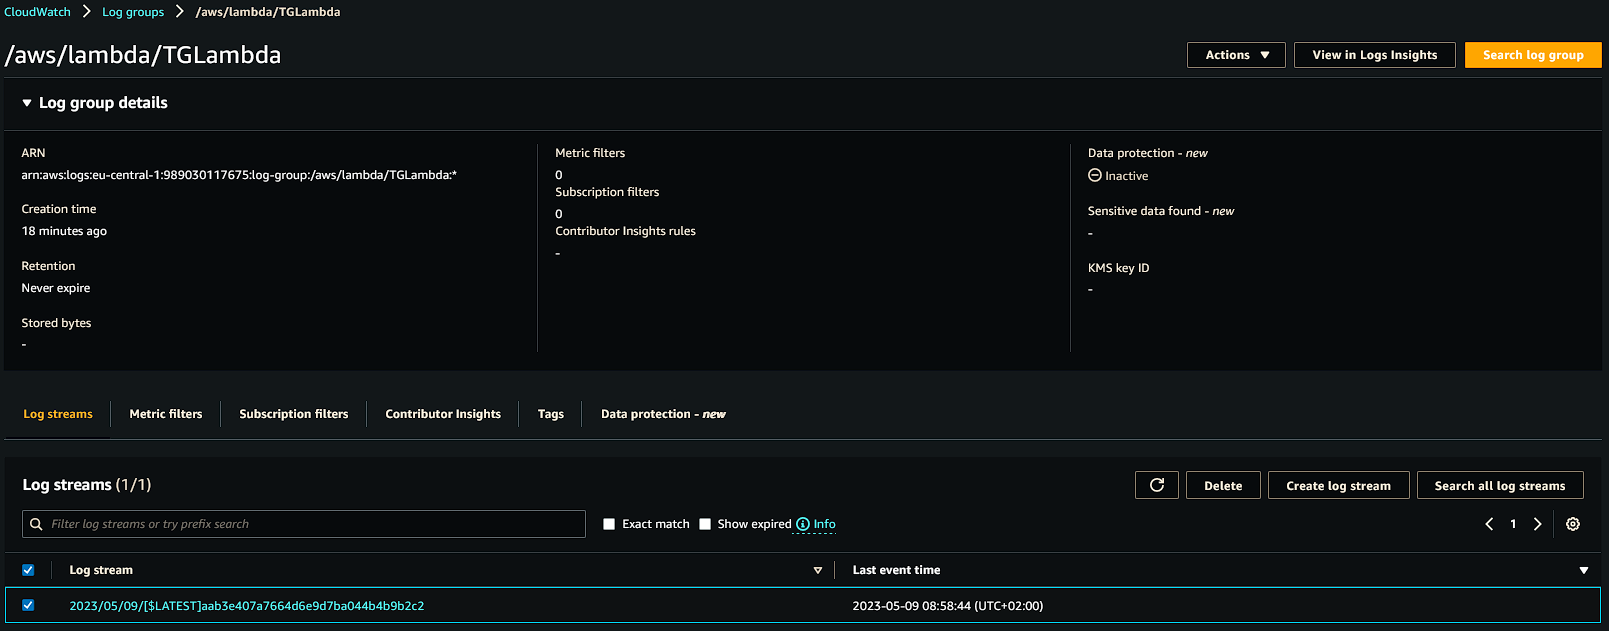 CloudWatch > Log groups > /aws/lambda/TGLambda
/aws/lambda/TGLambda
Actions
View in Logs Insights
Search log group
Log group details
ARN
arn:aws:logs:eu-central-1:989030117675:log-group:/aws/lambda/TGLambda:*
Creation time
18 minutes ago
Retention
Never expire
Stored bytes
-
Metric filters
0
Subscription filters
0
Contributor Insights rules
-
Data protection - new
Inactive
Sensitive data found - new
-
KMS key ID
-
Log streams
Metric filters
Subscription filters
Contributor Insights
Tags
Data protection - new
Log streams (1/1)
Delete
Create log stream
Search all log streams
Filter log streams or try prefix search
Exact match
Show expired
Info
1
Log stream
Last event time
2023/05/09/[$LATEST]aab3e407a7664d6e9d7ba044b4b9b2c2
2023-05-09 08:58:44 (UTC+02:00)